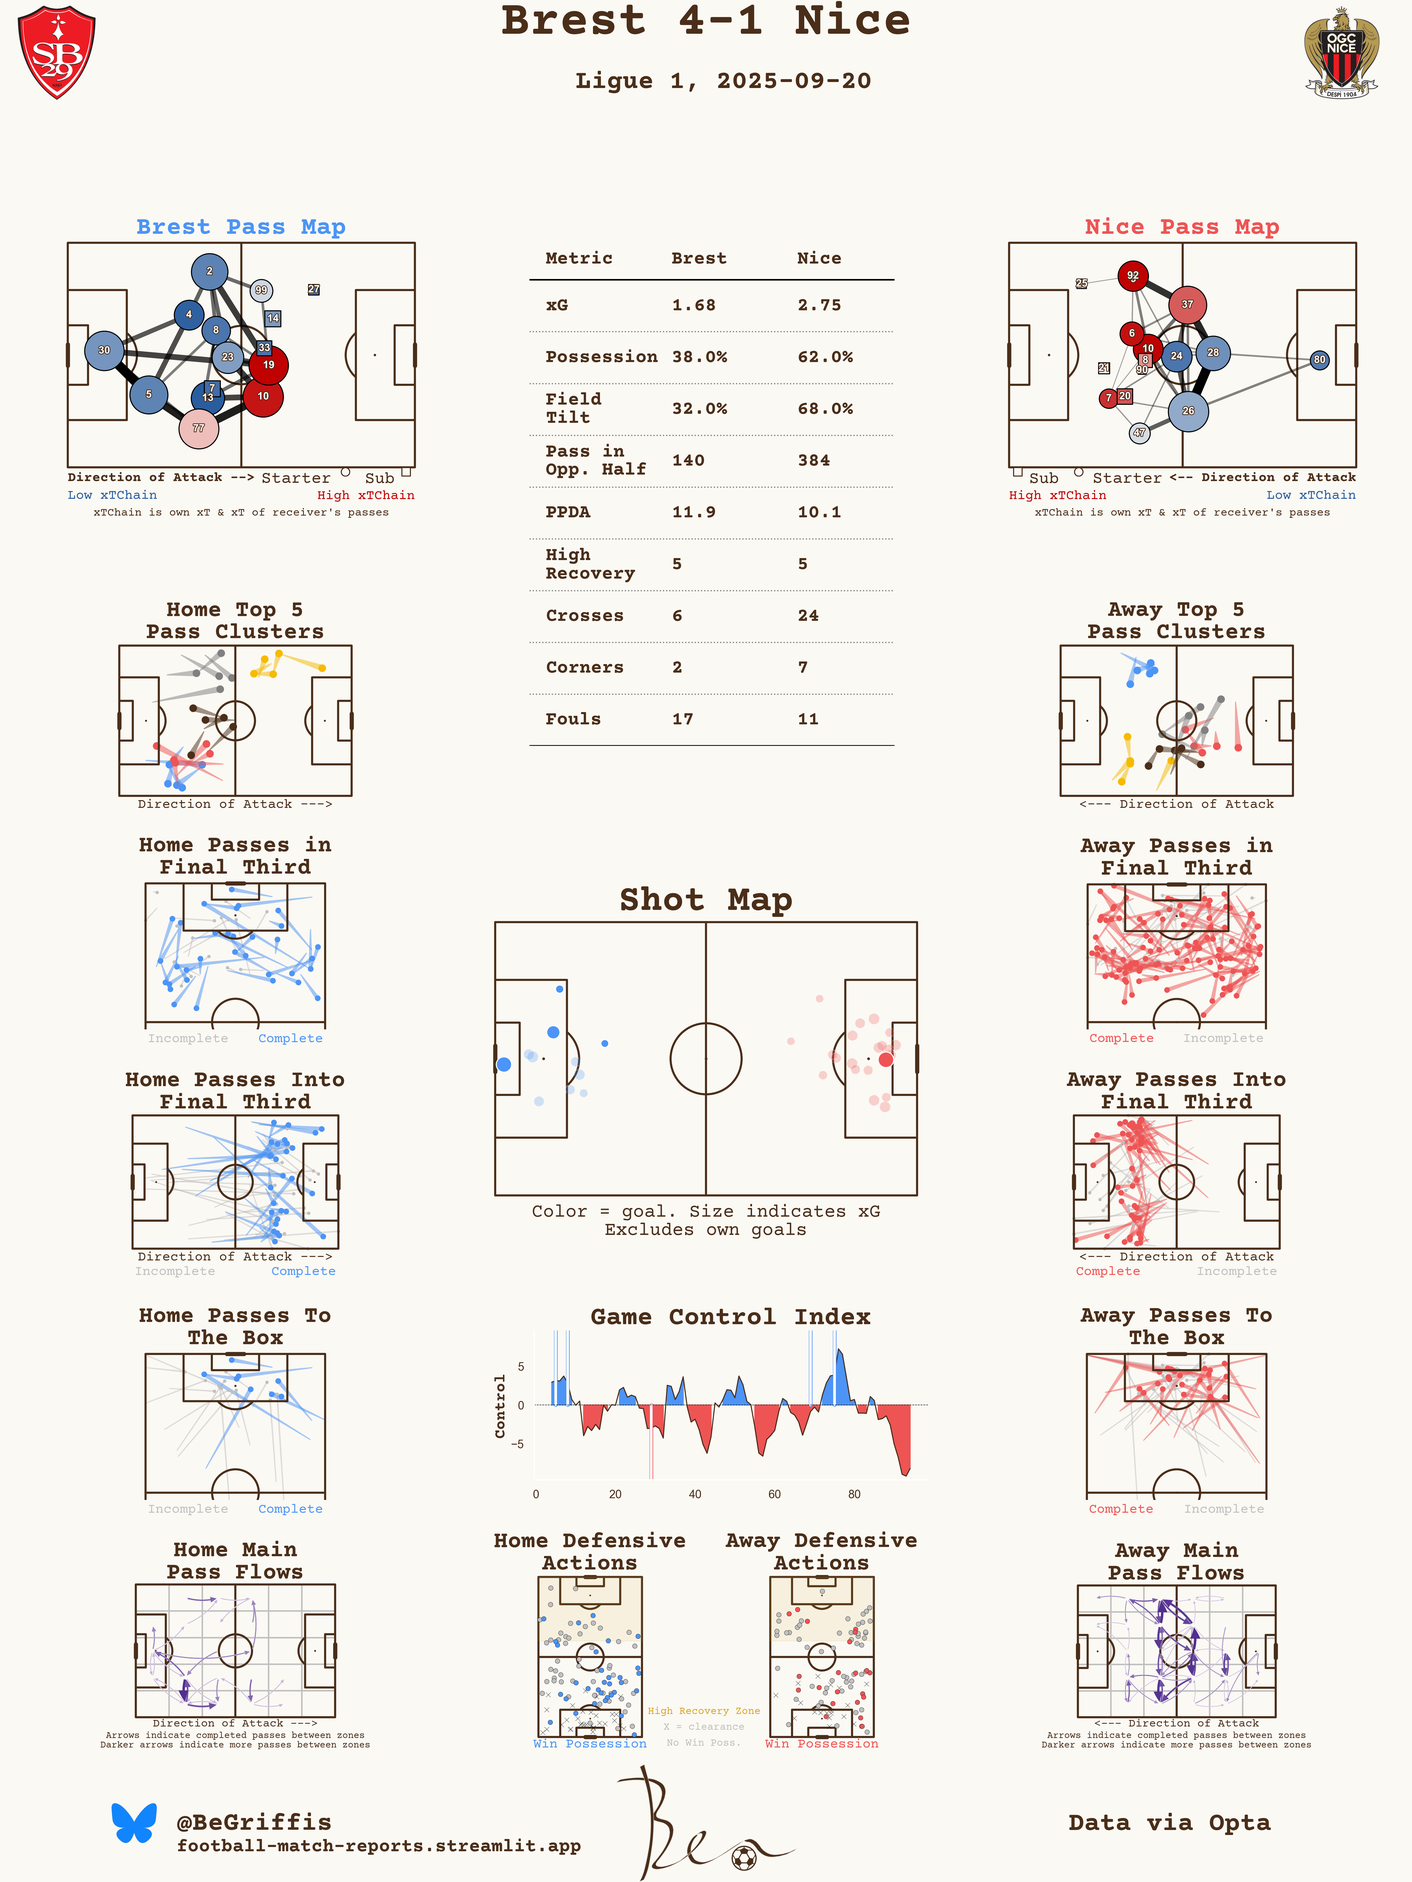 Brest 4-1 Nice
Ligue 1, 2025-09-20
SB
29
OGC
NICE
DESPI 1904
Brest Pass Map
2
99
27
4
14
8
33
30
23
19
7
5
13
10
77
Direction of Attack --> Starter Sub
Low xTChain High xTChain
xTChain is own xT & xT of receiver's passes
Metric Brest Nice
xG 1.68 2.75
Possession 38.0% 62.0%
Field
Tilt 32.0% 68.0%
Pass in
Opp. Half 140 384
PPDA 11.9 10.1
High
Recovery 5 5
Crosses 6 24
Corners 2 7
Fouls 17 11
Nice Pass Map
92
25
37
6
10
24
28
8
80
21
90
7
20
26
47
Sub Starter <-- Direction of Attack
High xTChain Low xTChain
xTChain is own xT & xT of receiver's passes
Home Top 5
Pass Clusters
Direction of Attack --->
Away Top 5
Pass Clusters
<--- Direction of Attack
Home Passes in
Final Third
Incomplete Complete
Away Passes in
Final Third
Complete Incomplete
Shot Map
Color = goal. Size indicates xG
Excludes own goals
Home Passes Into
Final Third
Direction of Attack --->
Incomplete Complete
Away Passes Into
Final Third
<--- Direction of Attack
Complete Incomplete
Home Passes To
The Box
Incomplete Complete
Game Control Index
Control
5
0
−5
0 20 40 60 80
Away Passes To
The Box
Complete Incomplete
Home Main
Pass Flows
Direction of Attack --->
Arrows indicate completed passes between zones
Darker arrows indicate more passes between zones
Home Defensive
Actions
Win Possession
High Recovery Zone
X = clearance
No Win Poss.
Away Defensive
Actions
Win Possession
Away Main
Pass Flows
<--- Direction of Attack
Arrows indicate completed passes between zones
Darker arrows indicate more passes between zones
@BeGriffis
football-match-reports.streamlit.app
Ben
Data via Opta